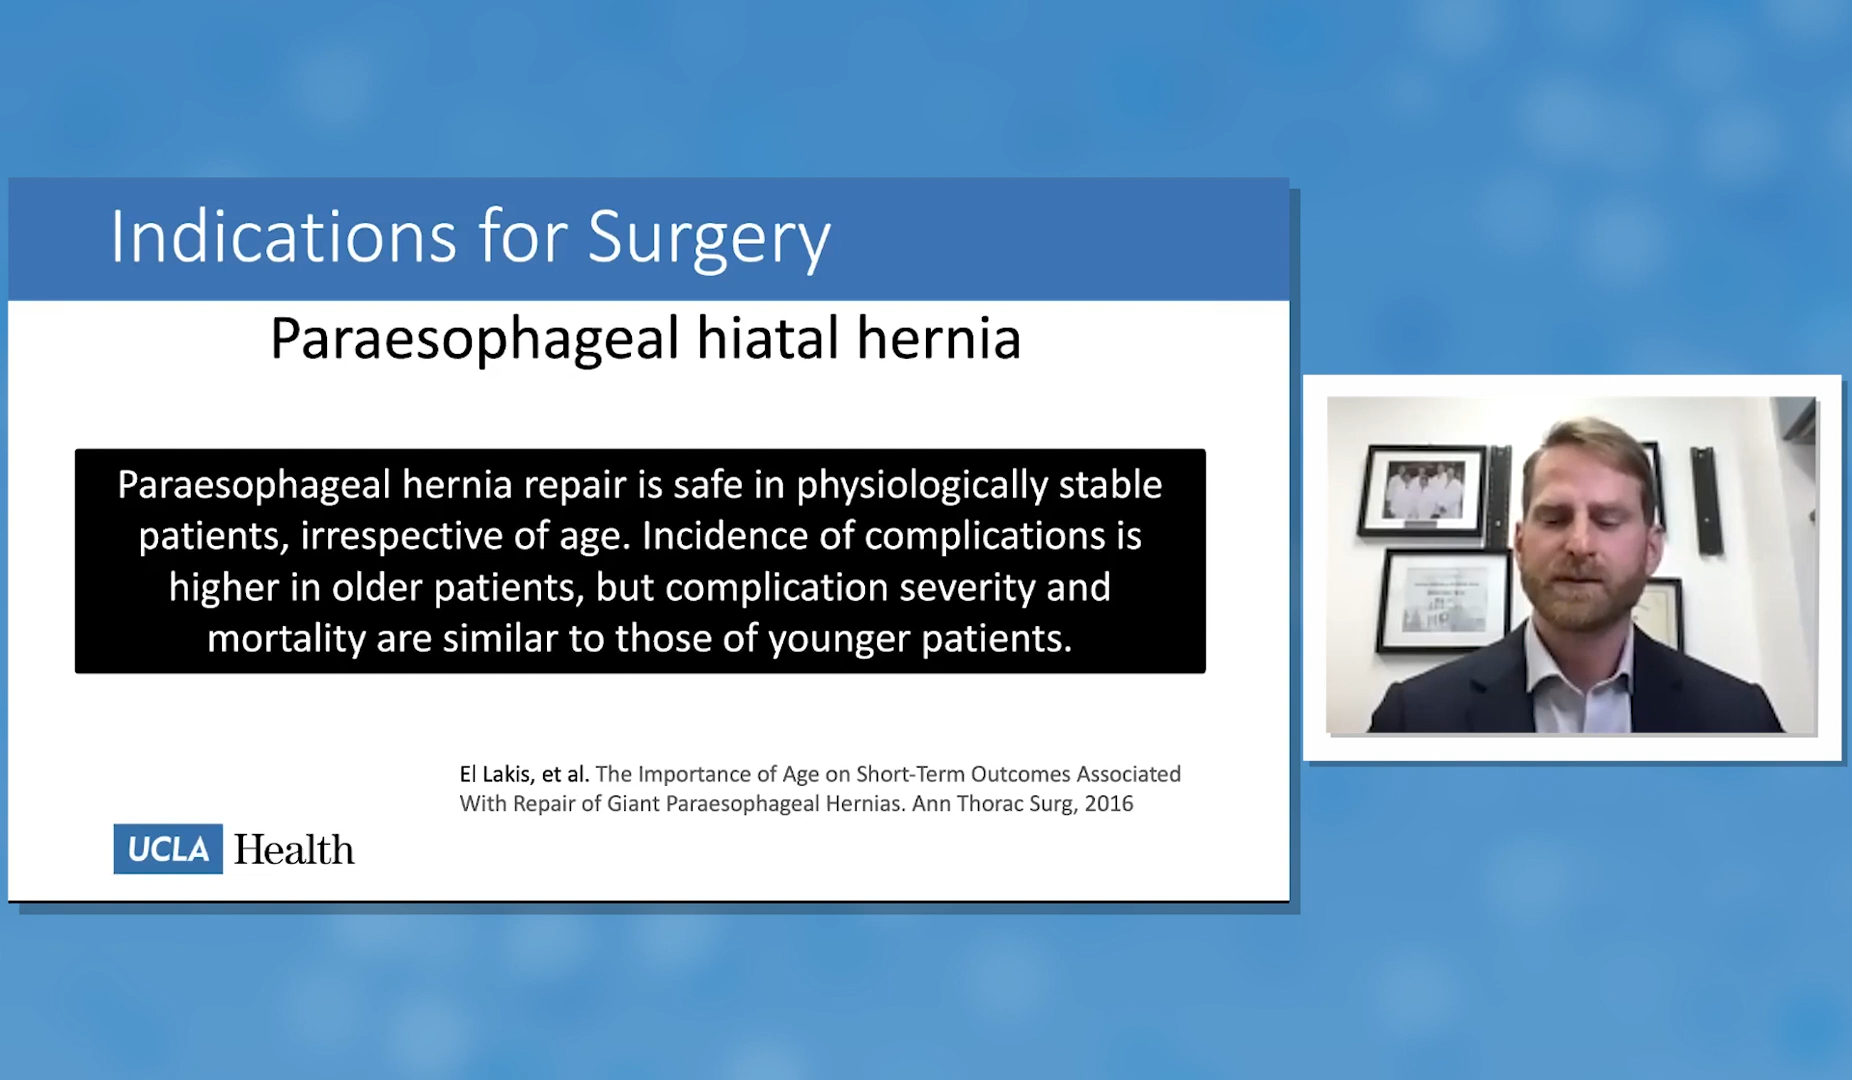 Indications for Surgery
Paraesophageal hiatal hernia
Paraesophageal hernia repair is safe in physiologically stable
patients, irrespective of age. Incidence of complications is
higher in older patients, but complication severity and
mortality are similar to those of younger patients.
El Lakis, et al. The Importance of Age on Short-Term Outcomes Associated
With Repair of Giant Paraesophageal Hernias. Ann Thorac Surg, 2016
UCLA Health